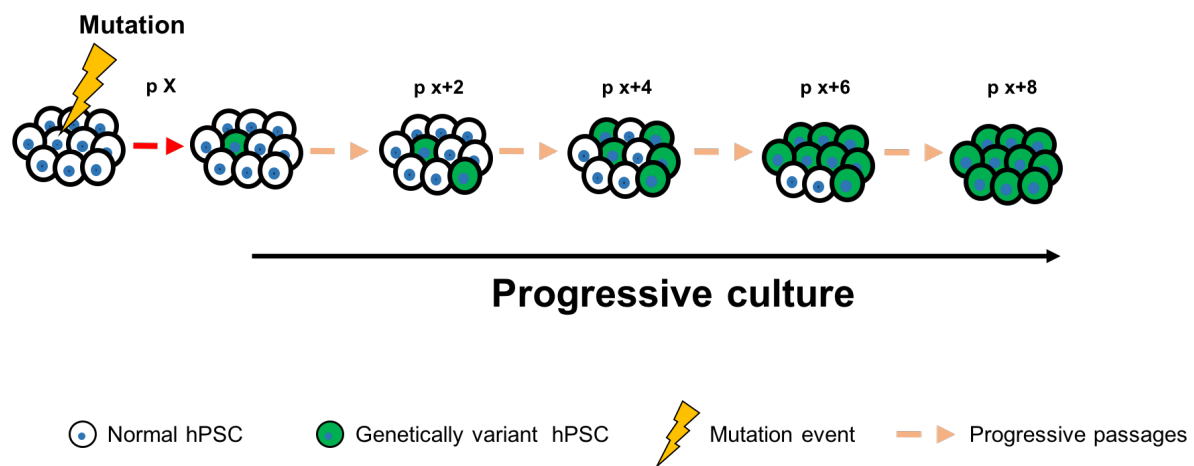 Mutation
p X
p x+2
p x+4
p x+6
p x+8
Progressive culture
Normal hPSC
Genetically variant hPSC
Mutation event
Progressive passages